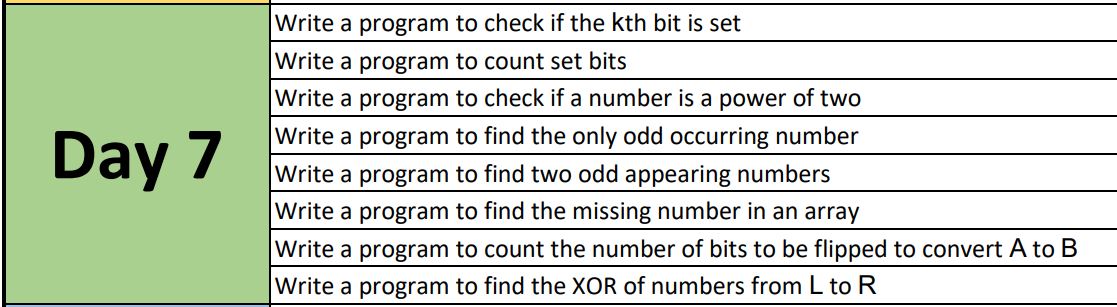 Day 7
Write a program to check if the kth bit is set
Write a program to count set bits
Write a program to check if a number is a power of two
Write a program to find the only odd occurring number
Write a program to find two odd appearing numbers
Write a program to find the missing number in an array
Write a program to count the number of bits to be flipped to convert A to B
Write a program to find the XOR of numbers from L to R